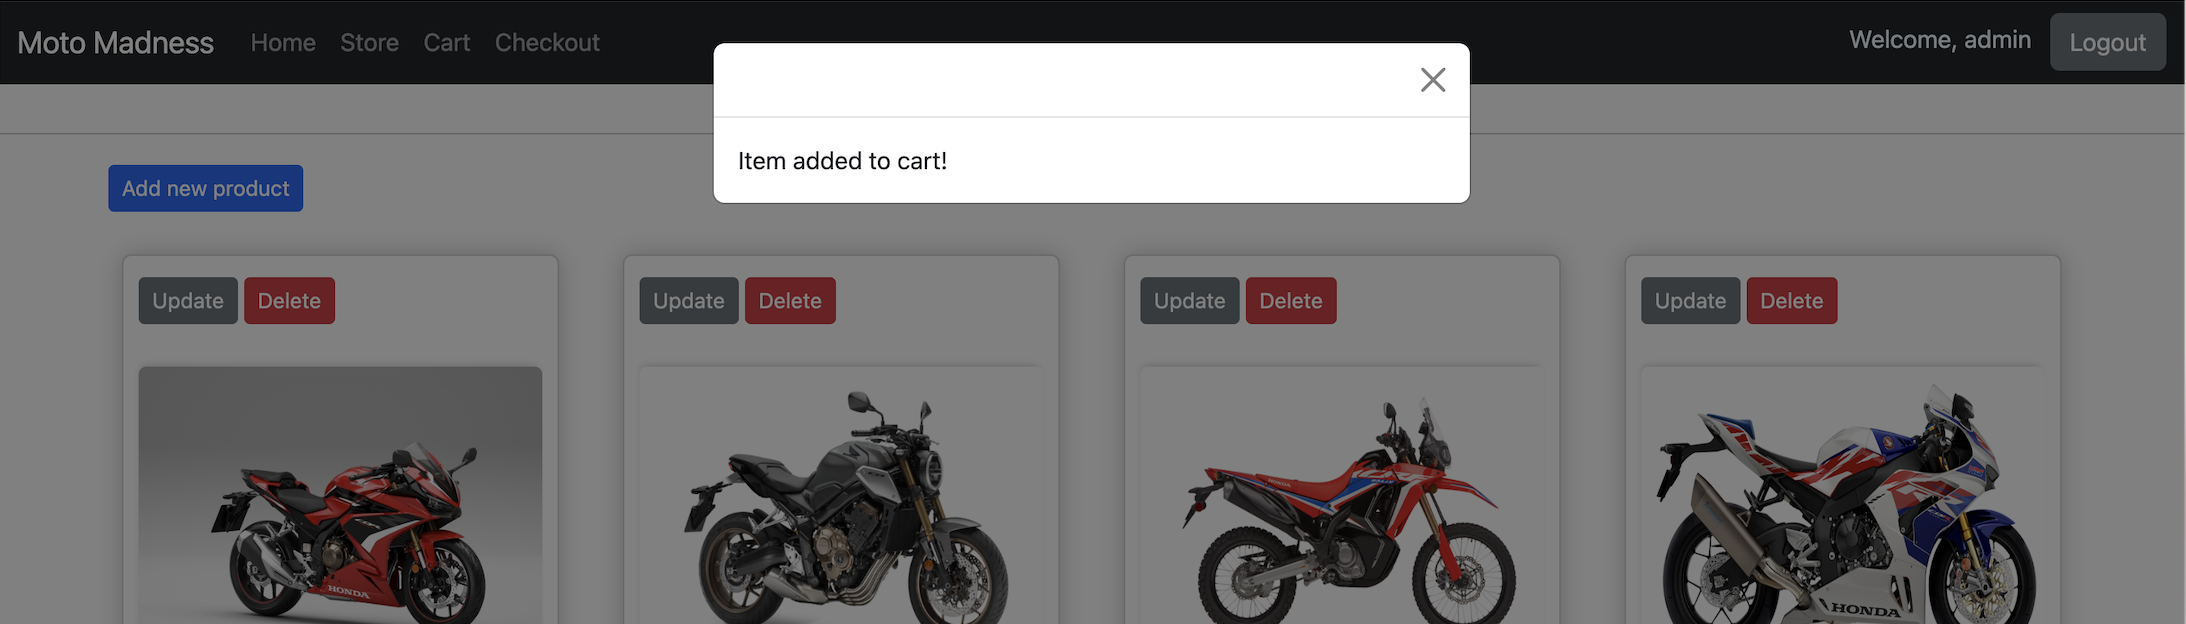 Moto Madness Home Store Cart Checkout Welcome, admin Logout
Item added to cart!
Add new product
Update Delete Update Delete Update Delete Update Delete
HONDA
HONDA
HONDA